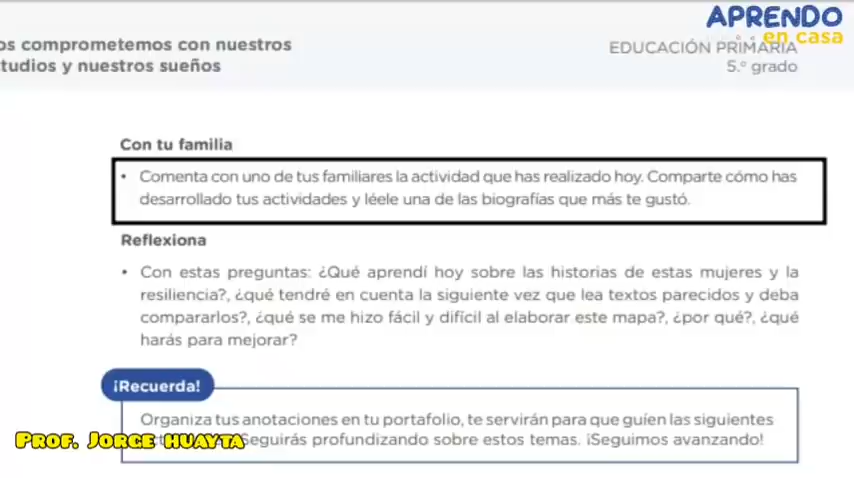 APRENDO
en casa
os comprometemos con nuestros
tudios y nuestros sueños
EDUCACIÓN PRIMARIA
5.° grado
Con tu familia
• Comenta con uno de tus familiares la actividad que has realizado hoy. Comparte cómo has
desarrollado tus actividades y léele una de las biografías que más te gustó.
Reflexiona
• Con estas preguntas: ¿Qué aprendí hoy sobre las historias de estas mujeres y la
resiliencia?, ¿qué tendré en cuenta la siguiente vez que lea textos parecidos y deba
compararlos?, ¿qué se me hizo fácil y difícil al elaborar este mapa?, ¿por qué?, ¿qué
harás para mejorar?
¡Recuerda!
Organiza tus anotaciones en tu portafolio, te servirán para que guíen las siguientes
Seguirás profundizando sobre estos temas. ¡Seguimos avanzando!
Prof. Jorge huayta